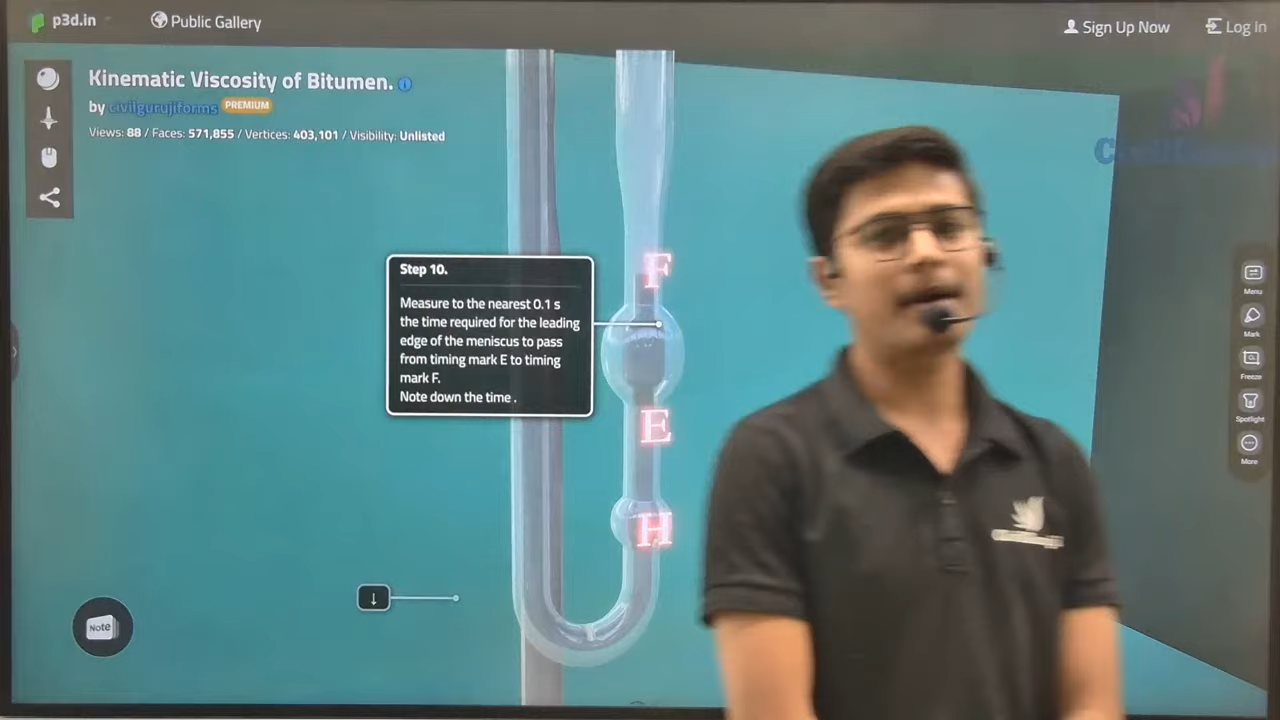 p3d.in
Public Gallery
Sign Up Now
Log In
Kinematic Viscosity of Bitumen.
by civilgurujiforms PREMIUM
Views: 88 / Faces: 571,855 / Vertices: 403,101 / Visibility: Unlisted
F
Step 10.
Measure to the nearest 0.1 s
the time required for the leading
edge of the meniscus to pass
from timing mark E to timing
mark F.
Note down the time .
E
H
Menu
Mark
Freeze
Spotlight
More
Note